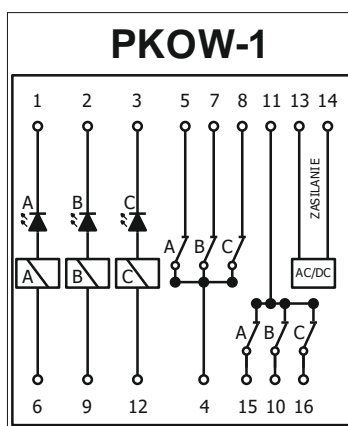 PKOW-1
1 2 3 5 7 8 11 13 14
ZASILANIE
A B C
A B C
A B C AC/DC
A B C
6 9 12 4 15 10 16